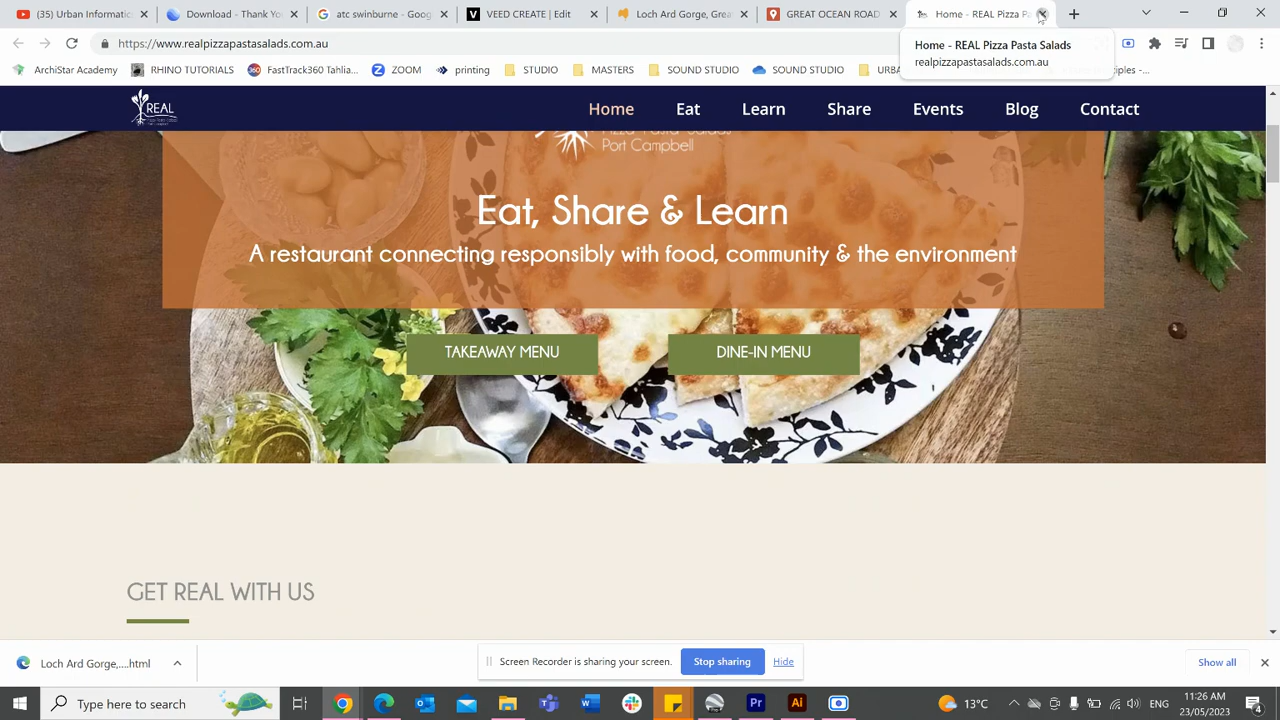 (35) Urban Informatic
Download - Thank Yo
atc swinburne - Goog
VEED CREATE | Edit
Loch Ard Gorge, Grea
GREAT OCEAN ROAD
Home - REAL Pizza Pa
https://www.realpizzapastasalads.com.au
Home - REAL Pizza Pasta Salads
realpizzapastasalads.com.au
ArchiStar Academy
RHINO TUTORIALS
FastTrack360 Tahlia...
ZOOM
printing
STUDIO
MASTERS
SOUND STUDIO
SOUND STUDIO
REAL
Home
Eat
Learn
Share
Events
Blog
Contact
Pizza Pasta Salads
Port Campbell
Eat, Share & Learn
A restaurant connecting responsibly with food, community & the environment
TAKEAWAY MENU
DINE-IN MENU
GET REAL WITH US
Loch Ard Gorge,....html
Screen Recorder is sharing your screen.
Stop sharing
Hide
Show all
Type here to search
13°C
ENG
11:26 AM
23/05/2023
4